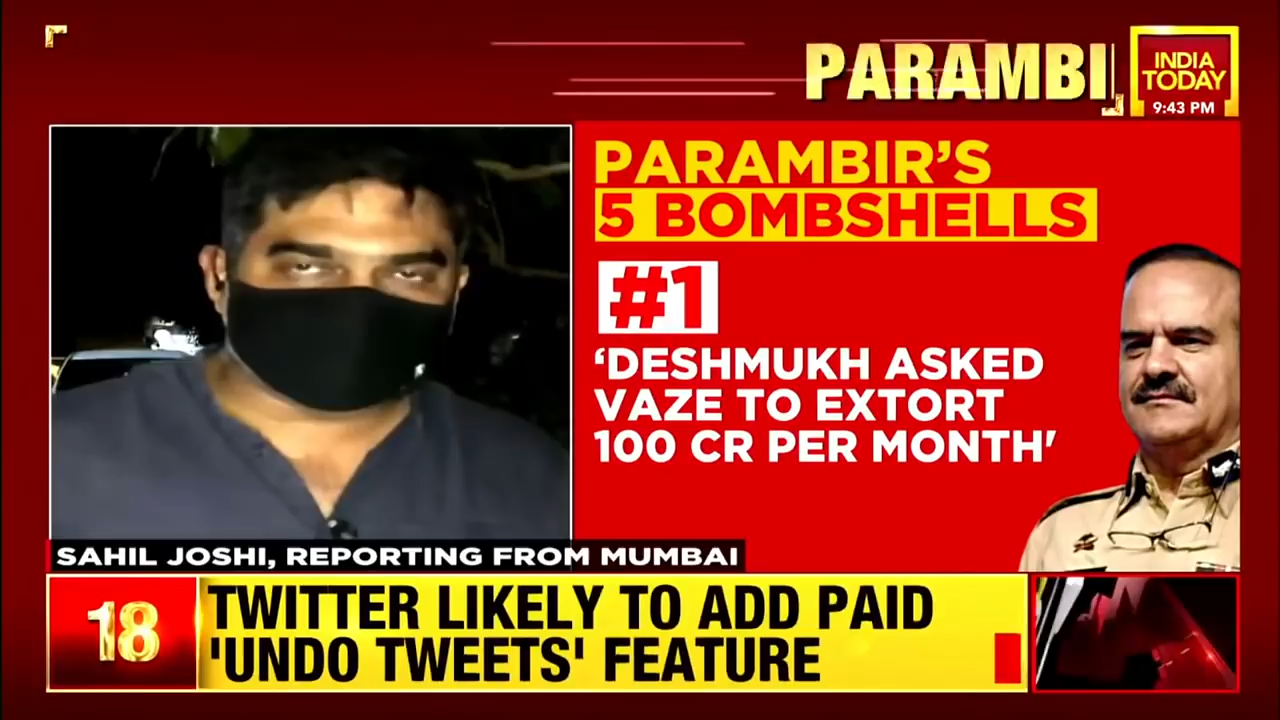 PARAMBI
INDIA
TODAY
9:43 PM
PARAMBIR'S
5 BOMBSHELLS
#1
‘DESHMUKH ASKED
VAZE TO EXTORT
100 CR PER MONTH'
SAHIL JOSHI, REPORTING FROM MUMBAI
18
TWITTER LIKELY TO ADD PAID
'UNDO TWEETS' FEATURE